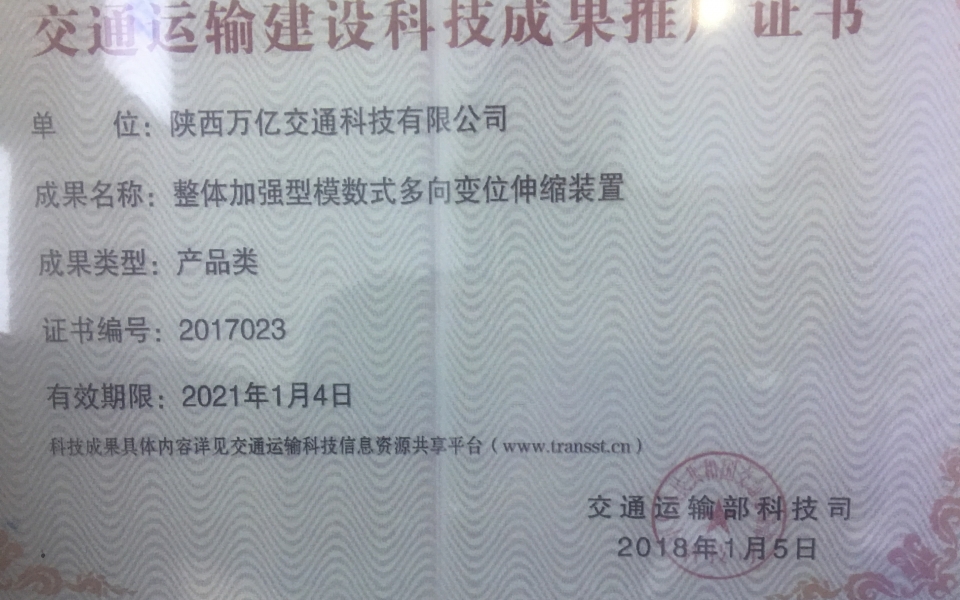 交通运输建设科技成果推广证书
单 位：陕西万亿交通科技有限公司
成果名称：整体加强型模数式多向变位伸缩装置
成果类型：产品类
证书编号：2017023
有效期限：2021年1月4日
科技成果具体内容详见交通运输科技信息资源共享平台（www.transst.cn）
交通运输部科技司
2018年1月5日